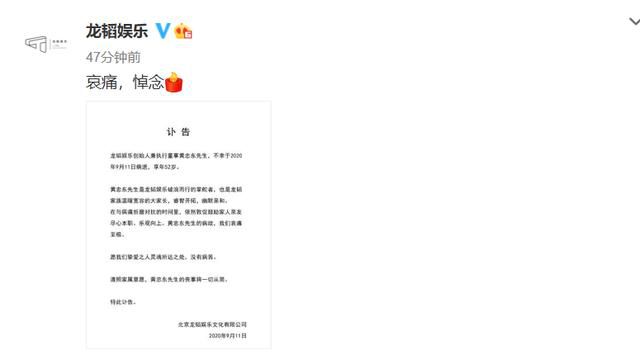 龙韬娱乐
47分钟前
哀痛，悼念
讣 告
龙韬娱乐创始人兼执行董事黄忠东先生，不幸于2020
年9月11日病逝，享年52岁。
黄忠东先生是龙韬娱乐破浪而行的掌舵者，也是龙韬
家族温暖宽容的大家长，睿智开拓，幽默亲和。
在与病痛折磨对抗的时间里，依然敦促鼓励家人亲友
尽心本职、乐观向上。黄忠东先生的病故，我们哀痛
至极。
愿我们挚爱之人灵魂所达之处，没有病苦。
遵照家属意愿，黄忠东先生的丧事将一切从简。
特此讣告。
北京龙韬娱乐文化有限公司
2020年9月11日